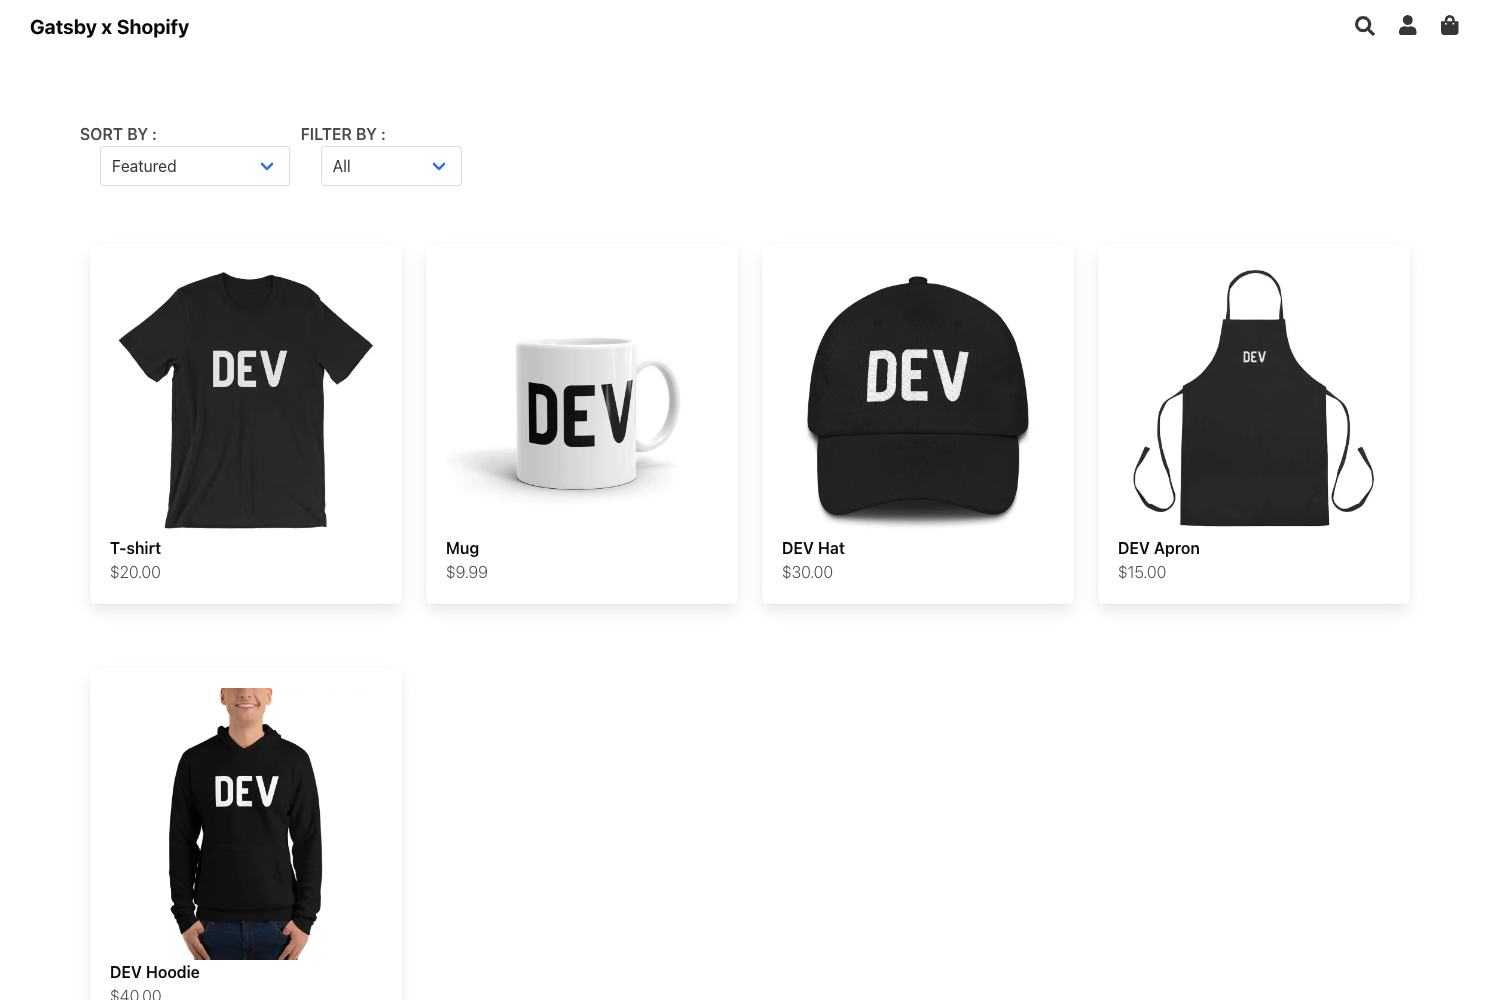 Gatsby x Shopify
SORT BY :
FILTER BY :
Featured
All
DEV
DEV
DEV
DEV
T-shirt
$20.00
Mug
$9.99
DEV Hat
$30.00
DEV Apron
$15.00
DEV
DEV Hoodie
$40.00